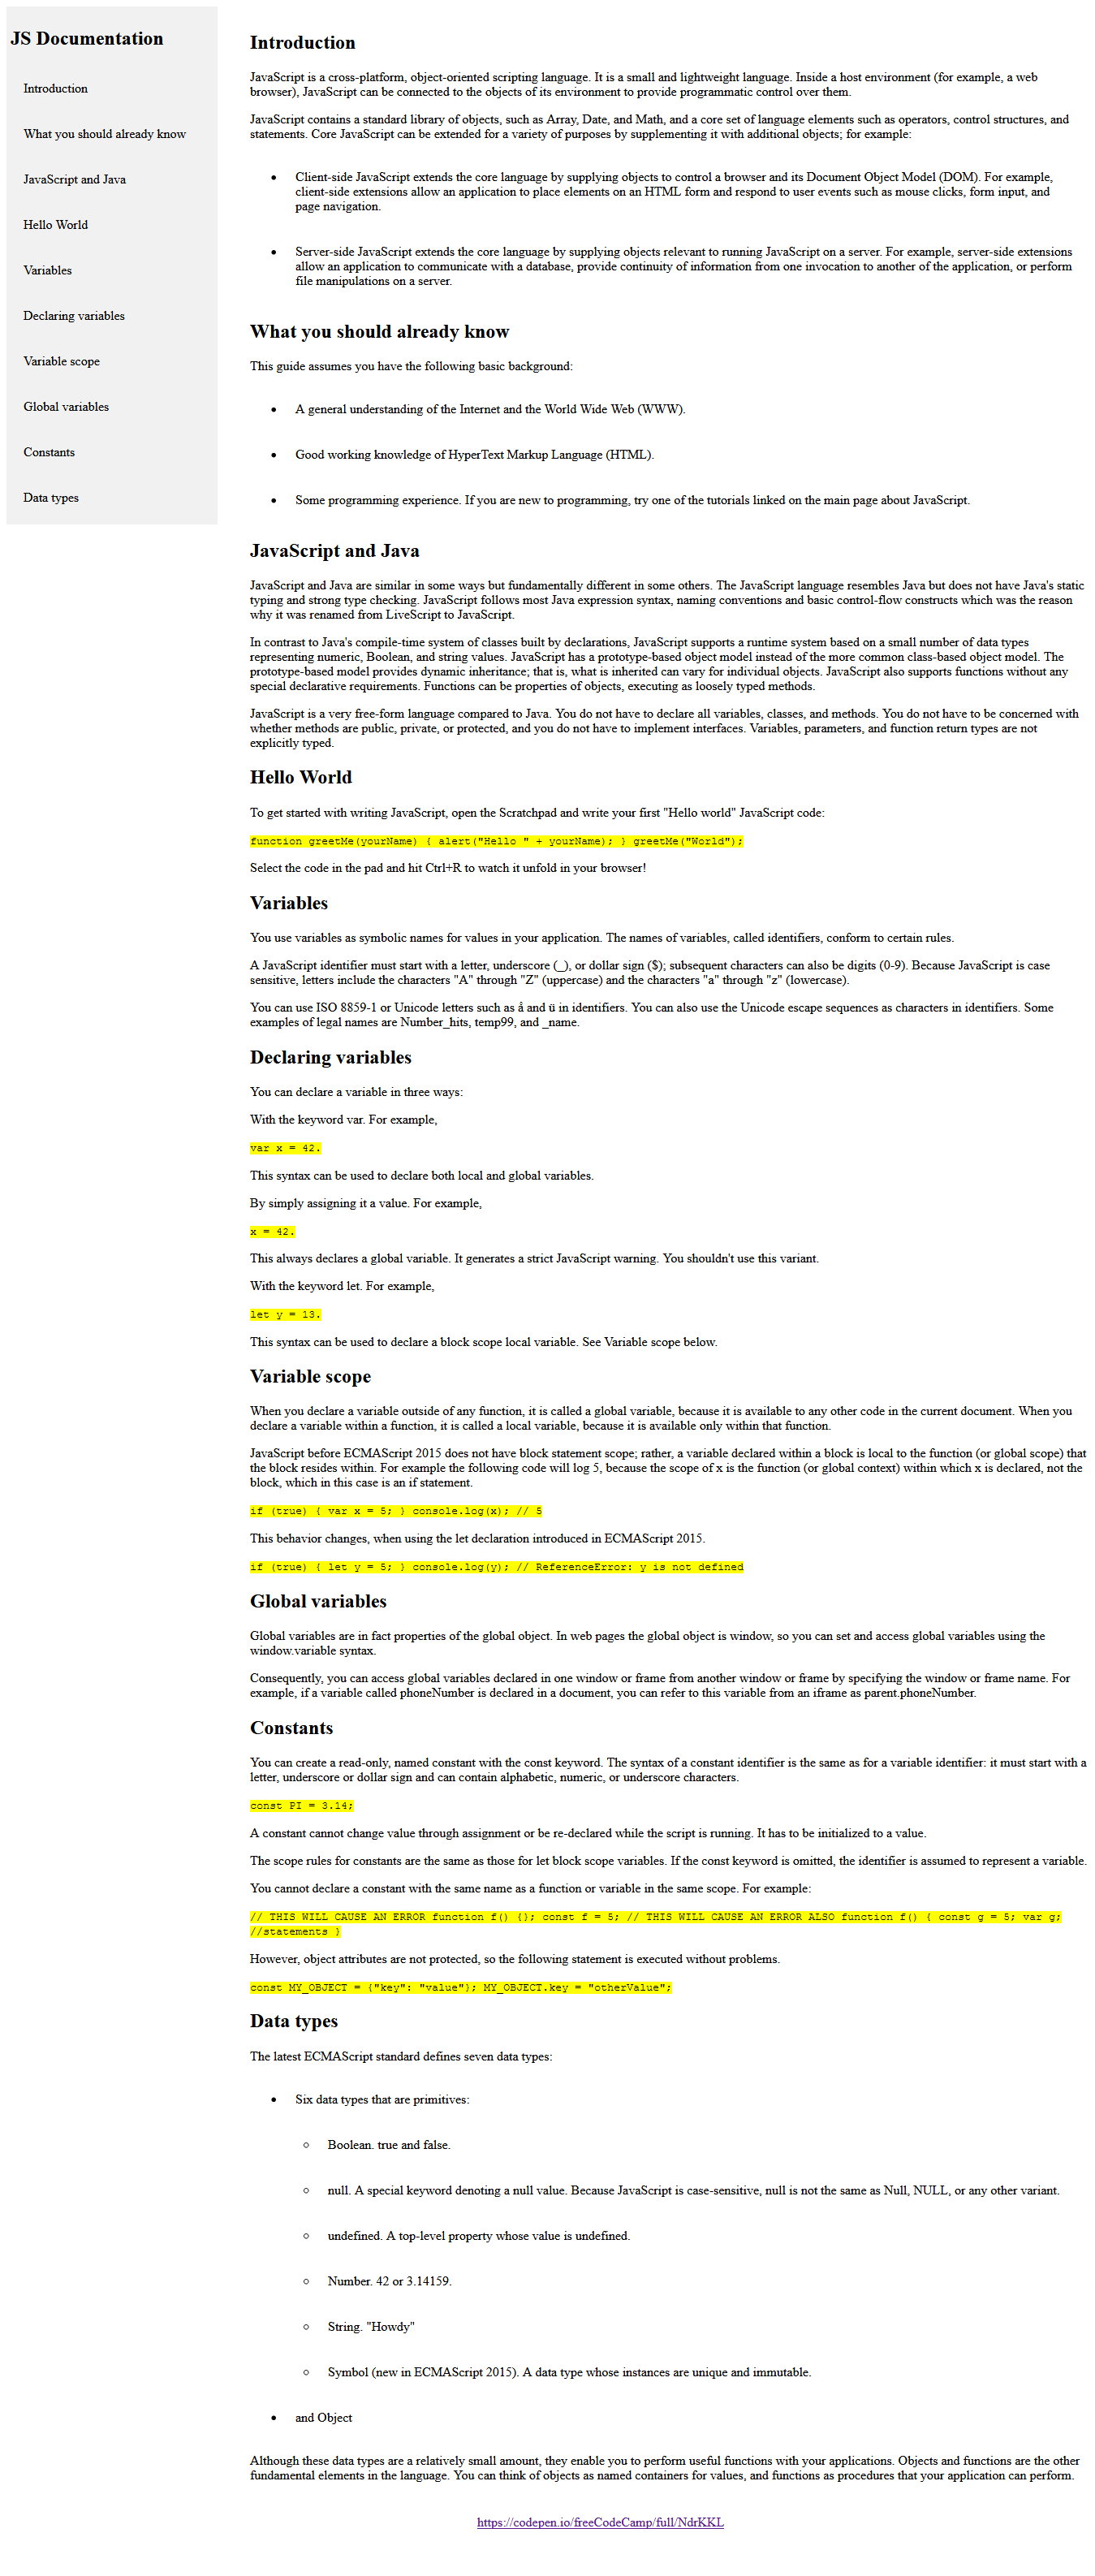 JS Documentation
Introduction
What you should already know
JavaScript and Java
Hello World
Variables
Declaring variables
Variable scope
Global variables
Constants
Data types
Introduction
JavaScript is a cross-platform, object-oriented scripting language. It is a small and lightweight language. Inside a host environment (for example, a web
browser), JavaScript can be connected to the objects of its environment to provide programmatic control over them.
JavaScript contains a standard library of objects, such as Array, Date, and Math, and a core set of language elements such as operators, control structures, and
statements. Core JavaScript can be extended for a variety of purposes by supplementing it with additional objects; for example:
Client-side JavaScript extends the core language by supplying objects to control a browser and its Document Object Model (DOM). For example,
client-side extensions allow an application to place elements on an HTML form and respond to user events such as mouse clicks, form input, and
page navigation.
Server-side JavaScript extends the core language by supplying objects relevant to running JavaScript on a server. For example, server-side extensions
allow an application to communicate with a database, provide continuity of information from one invocation to another of the application, or perform
file manipulations on a server.
What you should already know
This guide assumes you have the following basic background:
A general understanding of the Internet and the World Wide Web (WWW).
Good working knowledge of HyperText Markup Language (HTML).
Some programming experience. If you are new to programming, try one of the tutorials linked on the main page about JavaScript.
JavaScript and Java
JavaScript and Java are similar in some ways but fundamentally different in some others. The JavaScript language resembles Java but does not have Java's static
typing and strong type checking. JavaScript follows most Java expression syntax, naming conventions and basic control-flow constructs which was the reason
why it was renamed from LiveScript to JavaScript.
In contrast to Java's compile-time system of classes built by declarations, JavaScript supports a runtime system based on a small number of data types
representing numeric, Boolean, and string values. JavaScript has a prototype-based object model instead of the more common class-based object model. The
prototype-based model provides dynamic inheritance; that is, what is inherited can vary for individual objects. JavaScript also supports functions without any
special declarative requirements. Functions can be properties of objects, executing as loosely typed methods.
JavaScript is a very free-form language compared to Java. You do not have to declare all variables, classes, and methods. You do not have to be concerned with
whether methods are public, private, or protected, and you do not have to implement interfaces. Variables, parameters, and function return types are not
explicitly typed.
Hello World
To get started with writing JavaScript, open the Scratchpad and write your first "Hello world" JavaScript code:
function greetMe(yourName) { alert("Hello " + yourName); } greetMe("World");
Select the code in the pad and hit Ctrl+R to watch it unfold in your browser!
Variables
You use variables as symbolic names for values in your application. The names of variables, called identifiers, conform to certain rules.
A JavaScript identifier must start with a letter, underscore (_), or dollar sign ($); subsequent characters can also be digits (0-9). Because JavaScript is case
sensitive, letters include the characters "A" through "Z" (uppercase) and the characters "a" through "z" (lowercase).
You can use ISO 8859-1 or Unicode letters such as å and ü in identifiers. You can also use the Unicode escape sequences as characters in identifiers. Some
examples of legal names are Number_hits, temp99, and _name.
Declaring variables
You can declare a variable in three ways:
With the keyword var. For example,
var x = 42.
This syntax can be used to declare both local and global variables.
By simply assigning it a value. For example,
x = 42.
This always declares a global variable. It generates a strict JavaScript warning. You shouldn't use this variant.
With the keyword let. For example,
let y = 13.
This syntax can be used to declare a block scope local variable. See Variable scope below.
Variable scope
When you declare a variable outside of any function, it is called a global variable, because it is available to any other code in the current document. When you
declare a variable within a function, it is called a local variable, because it is available only within that function.
JavaScript before ECMAScript 2015 does not have block statement scope; rather, a variable declared within a block is local to the function (or global scope) that
the block resides within. For example the following code will log 5, because the scope of x is the function (or global context) within which x is declared, not the
block, which in this case is an if statement.
if (true) { var x = 5; } console.log(x); // 5
This behavior changes, when using the let declaration introduced in ECMAScript 2015.
if (true) { let y = 5; } console.log(y); // ReferenceError: y is not defined
Global variables
Global variables are in fact properties of the global object. In web pages the global object is window, so you can set and access global variables using the
window.variable syntax.
Consequently, you can access global variables declared in one window or frame from another window or frame by specifying the window or frame name. For
example, if a variable called phoneNumber is declared in a document, you can refer to this variable from an iframe as parent.phoneNumber.
Constants
You can create a read-only, named constant with the const keyword. The syntax of a constant identifier is the same as for a variable identifier: it must start with a
letter, underscore or dollar sign and can contain alphabetic, numeric, or underscore characters.
const PI = 3.14;
A constant cannot change value through assignment or be re-declared while the script is running. It has to be initialized to a value.
The scope rules for constants are the same as those for let block scope variables. If the const keyword is omitted, the identifier is assumed to represent a variable.
You cannot declare a constant with the same name as a function or variable in the same scope. For example:
// THIS WILL CAUSE AN ERROR function f() {}; const f = 5; // THIS WILL CAUSE AN ERROR ALSO function f() { const g = 5; var g;
//statements }
However, object attributes are not protected, so the following statement is executed without problems.
const MY_OBJECT = {"key": "value"}; MY_OBJECT.key = "otherValue";
Data types
The latest ECMAScript standard defines seven data types:
Six data types that are primitives:
Boolean. true and false.
null. A special keyword denoting a null value. Because JavaScript is case-sensitive, null is not the same as Null, NULL, or any other variant.
undefined. A top-level property whose value is undefined.
Number. 42 or 3.14159.
String. "Howdy"
Symbol (new in ECMAScript 2015). A data type whose instances are unique and immutable.
and Object
Although these data types are a relatively small amount, they enable you to perform useful functions with your applications. Objects and functions are the other
fundamental elements in the language. You can think of objects as named containers for values, and functions as procedures that your application can perform.
https://codepen.io/freeCodeCamp/full/NdrKKL